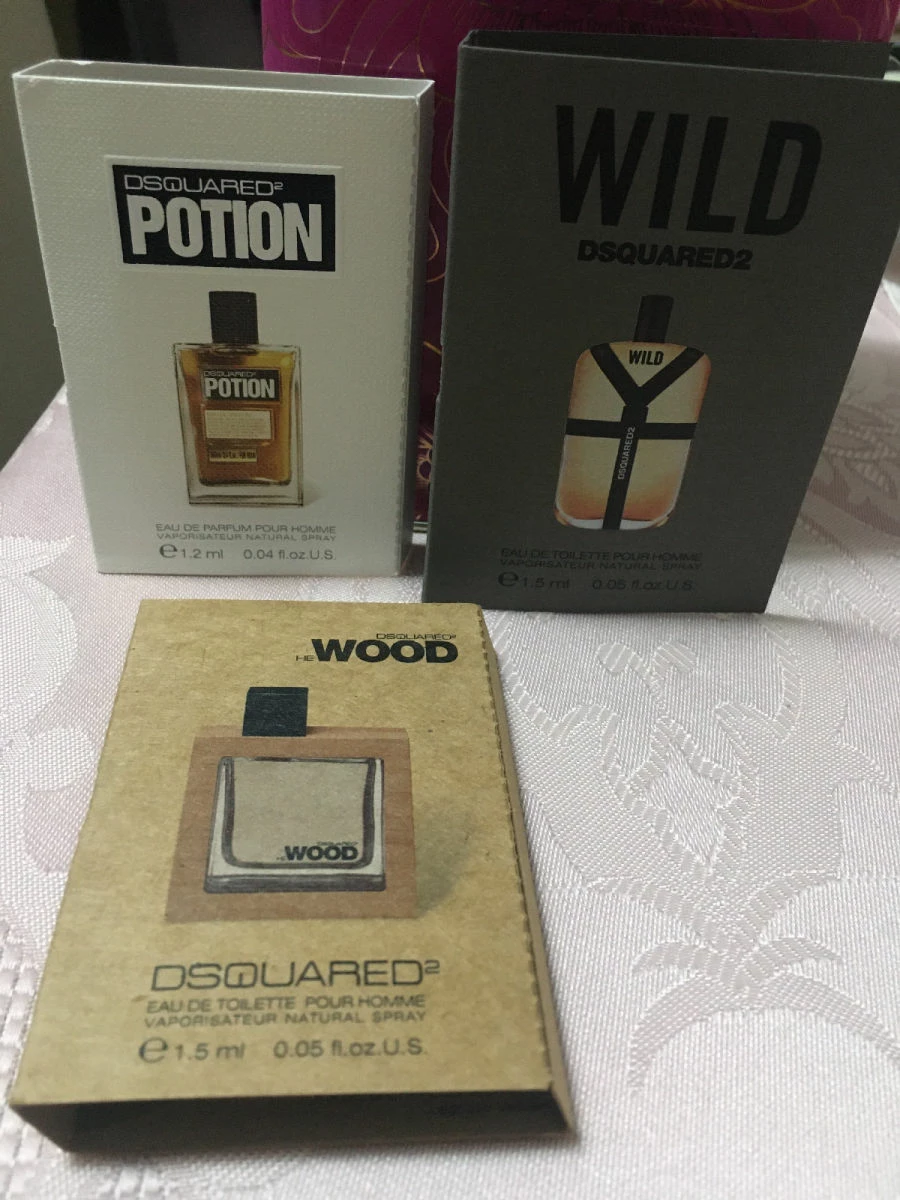 DSQUARED²
POTION
DSQUARED²
POTION
EAU DE PARFUM POUR HOMME
VAPORISATEUR NATURAL SPRAY
℮ 1.2 ml 0.04 fl.oz.U.S.
WILD
DSQUARED2
WILD
DSQUARED2
EAU DE TOILETTE POUR HOMME
VAPORISATEUR NATURAL SPRAY
℮ 1.5 ml 0.05 fl.oz.U.S.
DSQUARED²
HE WOOD
HE WOOD
DSQUARED²
EAU DE TOILETTE POUR HOMME
VAPORISATEUR NATURAL SPRAY
℮ 1.5 ml 0.05 fl.oz.U.S.